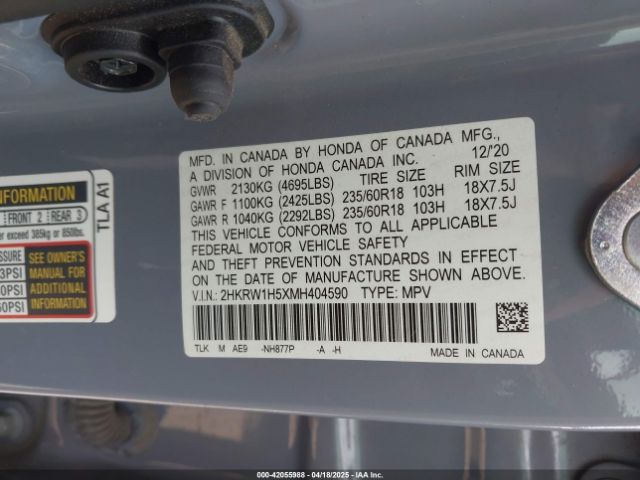 MFD. IN CANADA BY HONDA OF CANADA MFG.,
A DIVISION OF HONDA CANADA INC. 12/'20
GVWR 2130KG (4695LBS) TIRE SIZE RIM SIZE
GAWR F 1100KG (2425LBS) 235/60R18 103H 18X7.5J
GAWR R 1040KG (2292LBS) 235/60R18 103H 18X7.5J
THIS VEHICLE CONFORMS TO ALL APPLICABLE
FEDERAL MOTOR VEHICLE SAFETY
AND THEFT PREVENTION STANDARDS IN EFFECT
ON THE DATE OF MANUFACTURE SHOWN ABOVE.
V.I.N.: 2HKRW1H5XMH404590 TYPE: MPV
TLK M AE9 -NH877P -A -H MADE IN CANADA
TLA A1
INFORMATION
FRONT 2 REAR 3
exceed 385kg or 850lbs.
SEE OWNER'S
MANUAL FOR
ADDITIONAL
INFORMATION
000-42055988 - 04/18/2025 - Copyright: IAA, Inc. All Rights Reserved